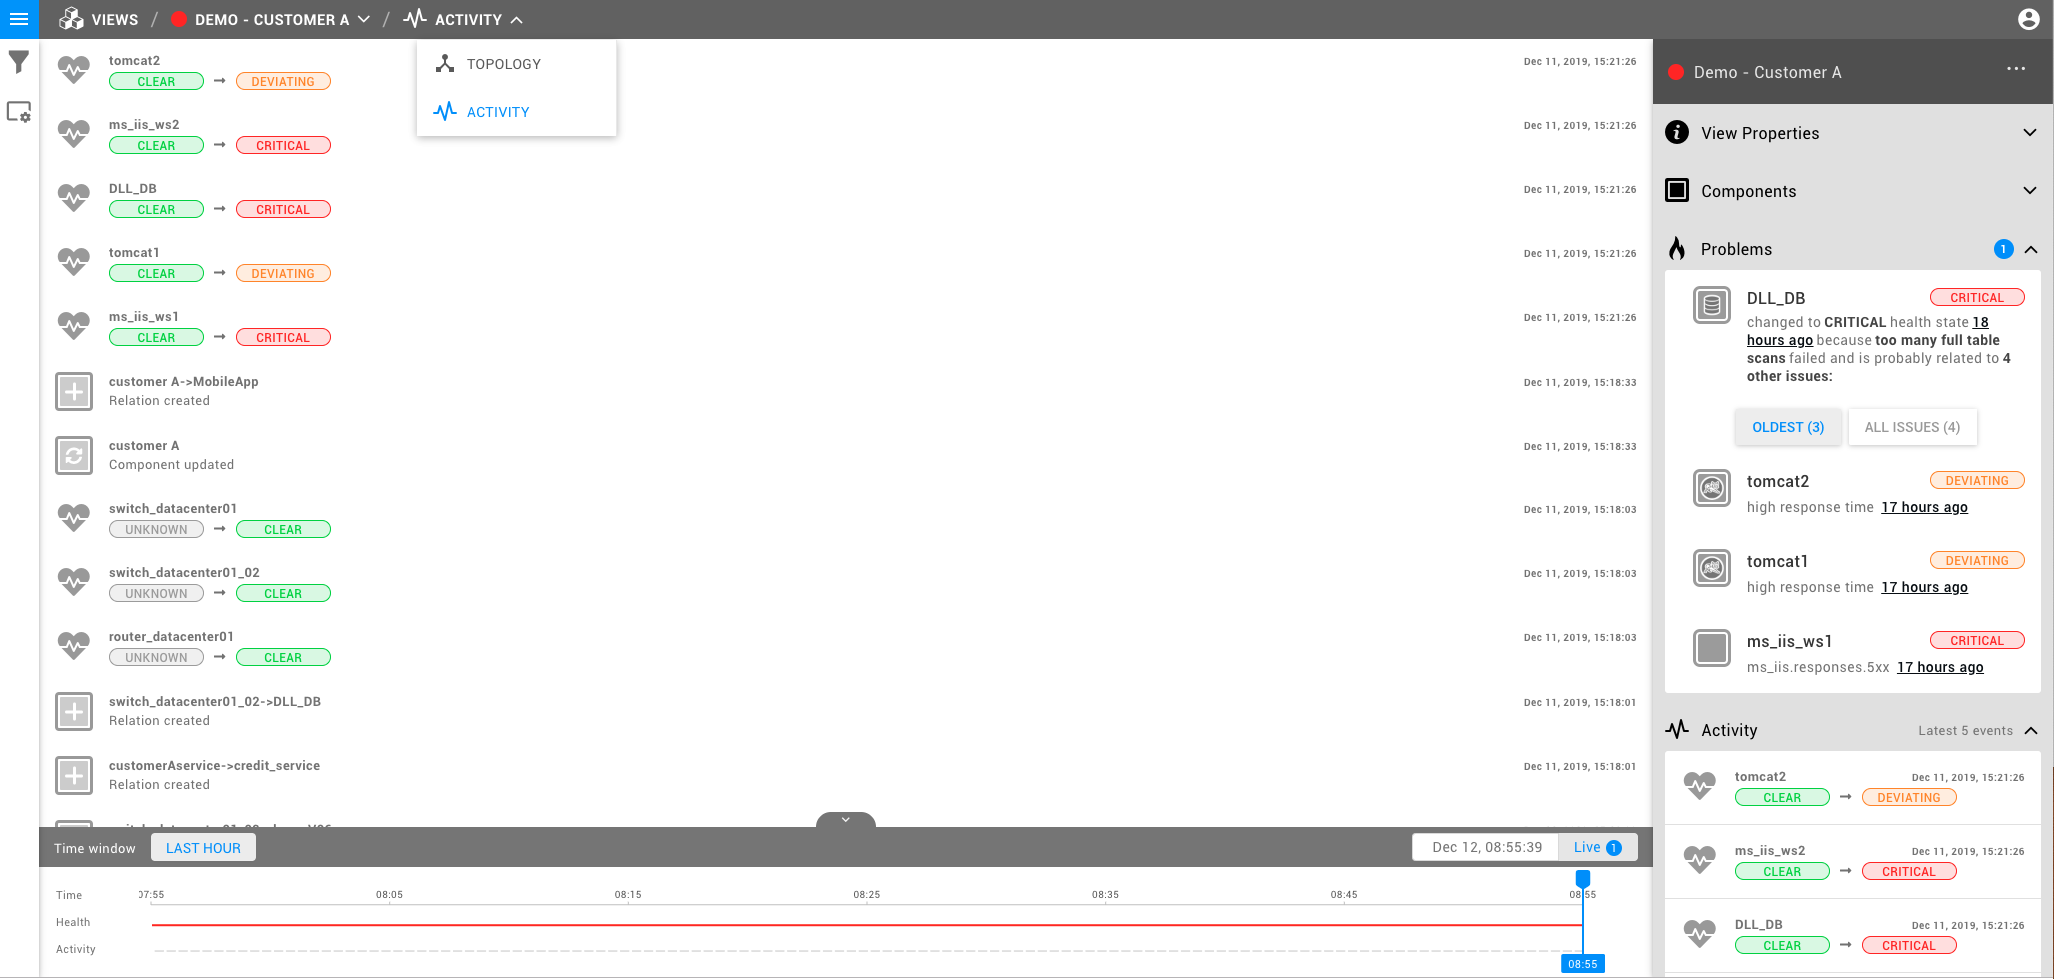 VIEWS / DEMO - CUSTOMER A / ACTIVITY
TOPOLOGY
ACTIVITY
tomcat2
CLEAR → DEVIATING
Dec 11, 2019, 15:21:26
ms_iis_ws2
CLEAR → CRITICAL
Dec 11, 2019, 15:21:26
DLL_DB
CLEAR → CRITICAL
Dec 11, 2019, 15:21:26
tomcat1
CLEAR → DEVIATING
Dec 11, 2019, 15:21:26
ms_iis_ws1
CLEAR → CRITICAL
Dec 11, 2019, 15:21:26
customer A->MobileApp
Relation created
Dec 11, 2019, 15:18:33
customer A
Component updated
Dec 11, 2019, 15:18:33
switch_datacenter01
UNKNOWN → CLEAR
Dec 11, 2019, 15:18:03
switch_datacenter01_02
UNKNOWN → CLEAR
Dec 11, 2019, 15:18:03
router_datacenter01
UNKNOWN → CLEAR
Dec 11, 2019, 15:18:03
switch_datacenter01_02->DLL_DB
Relation created
Dec 11, 2019, 15:18:01
customerAservice->credit_service
Relation created
Dec 11, 2019, 15:18:01
Time window
LAST HOUR
Dec 12, 08:55:39
Live 1
Time
07:55 08:05 08:15 08:25 08:35 08:45 08:55
Health
Activity
08:55
Demo - Customer A
View Properties
Components
Problems 1
DLL_DB
CRITICAL
changed to CRITICAL health state 18
hours ago because too many full table
scans failed and is probably related to 4
other issues:
OLDEST (3)
ALL ISSUES (4)
tomcat2
DEVIATING
high response time 17 hours ago
tomcat1
DEVIATING
high response time 17 hours ago
ms_iis_ws1
CRITICAL
ms_iis.responses.5xx 17 hours ago
Activity
Latest 5 events
tomcat2
Dec 11, 2019, 15:21:26
CLEAR → DEVIATING
ms_iis_ws2
Dec 11, 2019, 15:21:26
CLEAR → CRITICAL
DLL_DB
Dec 11, 2019, 15:21:26
CLEAR → CRITICAL